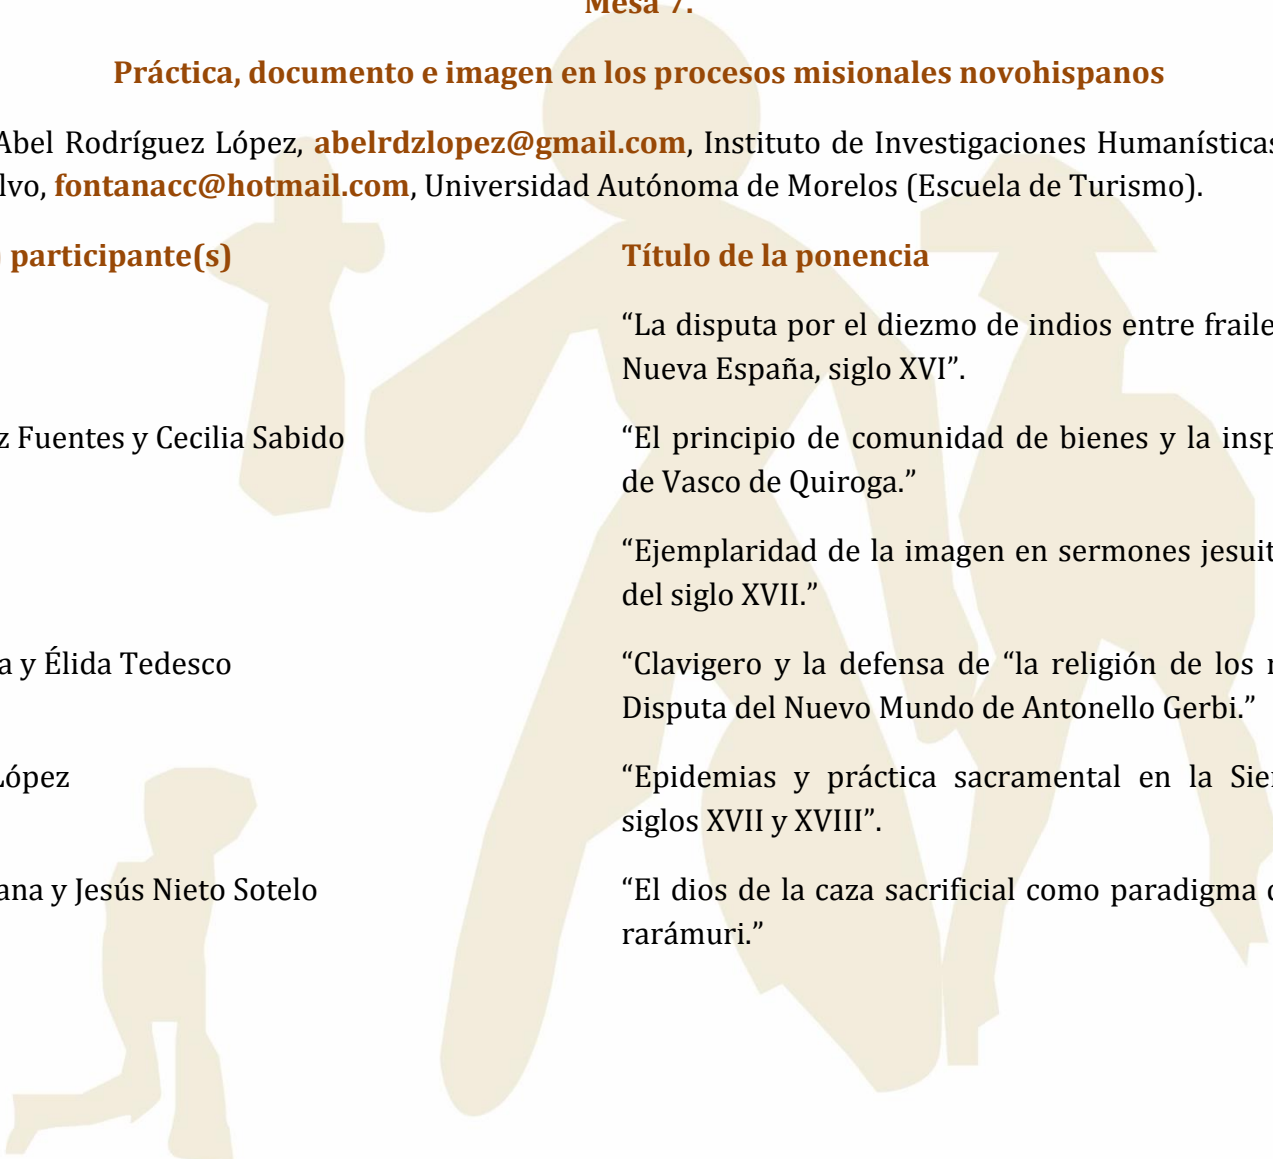 Mesa 7.
Práctica, documento e imagen en los procesos misionales novohispanos
Abel Rodríguez López, abelrdzlopez@gmail.com, Instituto de Investigaciones Humanísticas
lvo, fontanacc@hotmail.com, Universidad Autónoma de Morelos (Escuela de Turismo).
participante(s) Título de la ponencia
“La disputa por el diezmo de indios entre fraile
Nueva España, siglo XVI”.
z Fuentes y Cecilia Sabido “El principio de comunidad de bienes y la insp
de Vasco de Quiroga.”
“Ejemplaridad de la imagen en sermones jesuit
del siglo XVII.”
a y Élida Tedesco “Clavigero y la defensa de “la religión de los
Disputa del Nuevo Mundo de Antonello Gerbi.”
López “Epidemias y práctica sacramental en la Sie
siglos XVII y XVIII”.
ana y Jesús Nieto Sotelo “El dios de la caza sacrificial como paradigma
rarámuri.”